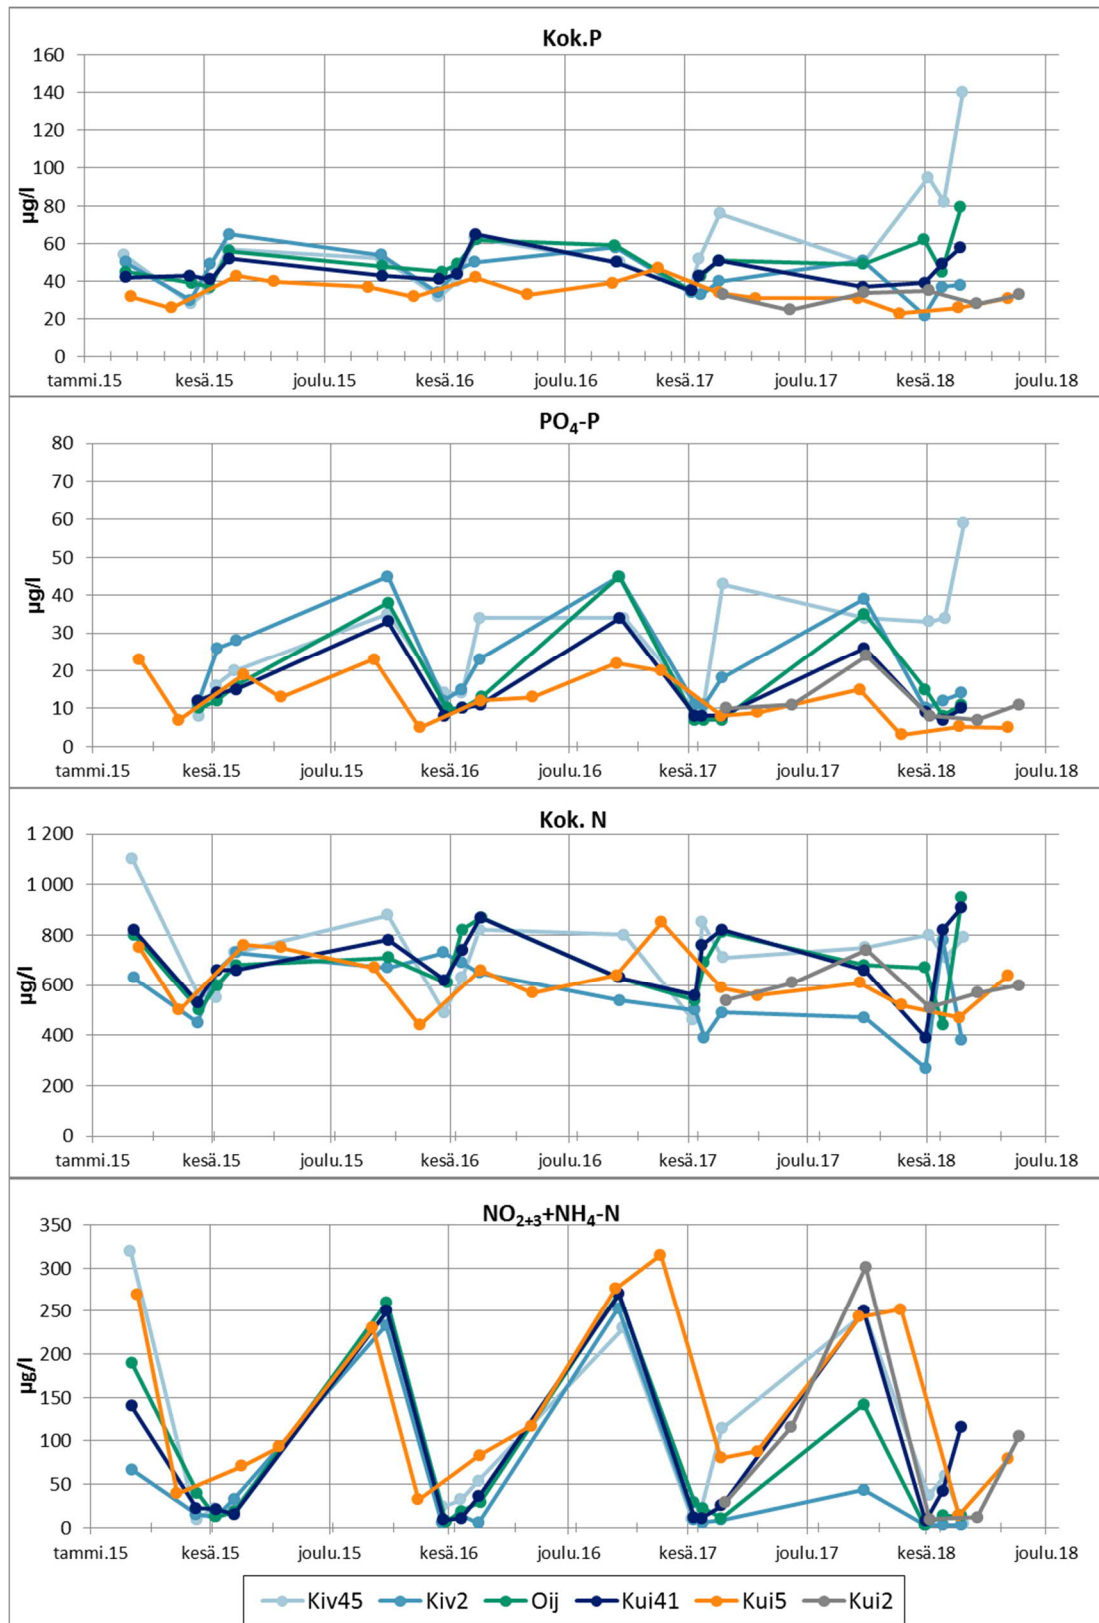 Kok.P
160
140
120
100
80
60
40
20
0
µg/l
tammi.15 kesä.15 joulu.15 kesä.16 joulu.16 kesä.17 joulu.17 kesä.18 joulu.18
PO4-P
80
70
60
50
40
30
20
10
0
µg/l
tammi.15 kesä.15 joulu.15 kesä.16 joulu.16 kesä.17 joulu.17 kesä.18 joulu.18
Kok. N
1 200
1 000
800
600
400
200
0
µg/l
tammi.15 kesä.15 joulu.15 kesä.16 joulu.16 kesä.17 joulu.17 kesä.18 joulu.18
NO2+3+NH4-N
350
300
250
200
150
100
50
0
µg/l
tammi.15 kesä.15 joulu.15 kesä.16 joulu.16 kesä.17 joulu.17 kesä.18 joulu.18
Kiv45 Kiv2 Oij Kui41 Kui5 Kui2